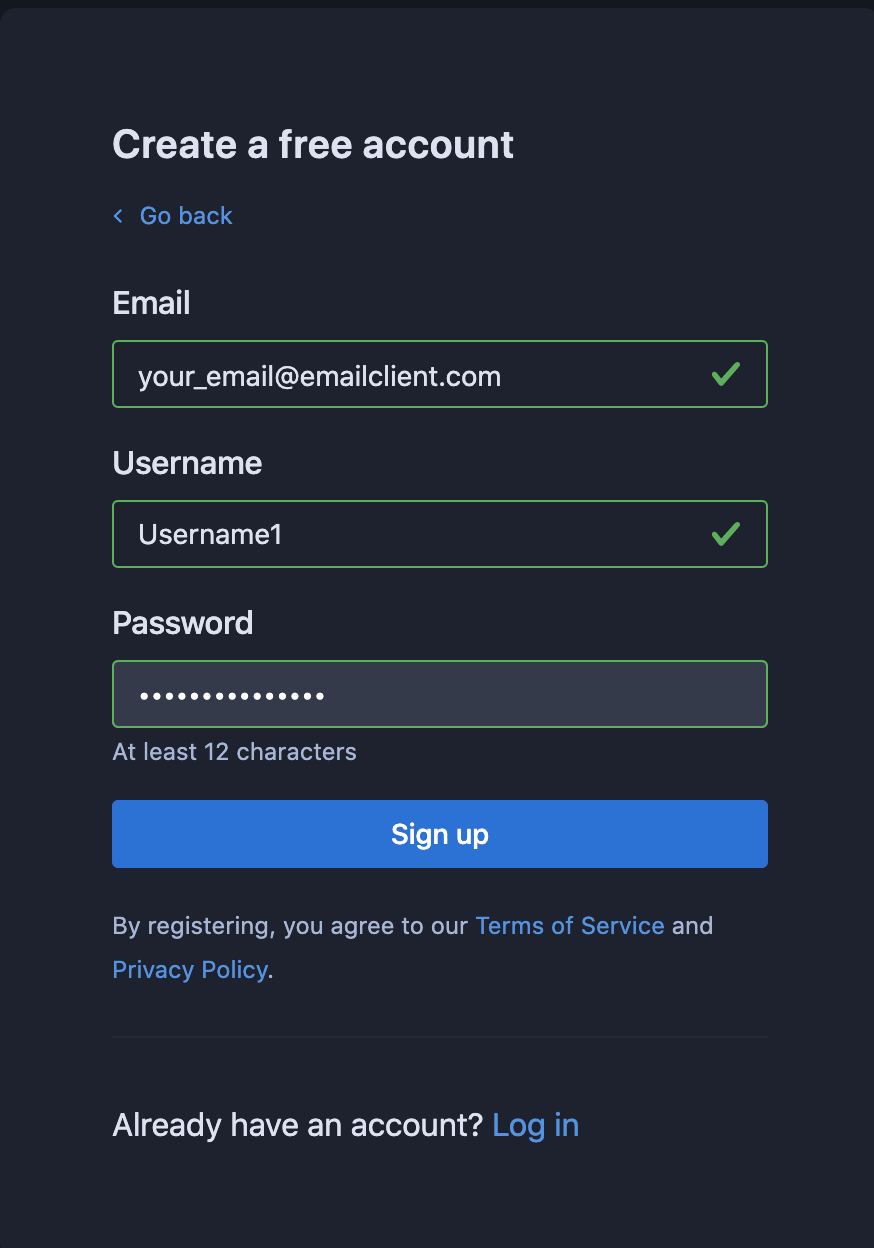 Create a free account
Go back
Email
your_email@emailclient.com
Username
Username1
Password
•••••••••••••••
At least 12 characters
Sign up
By registering, you agree to our Terms of Service and
Privacy Policy.
Already have an account? Log in